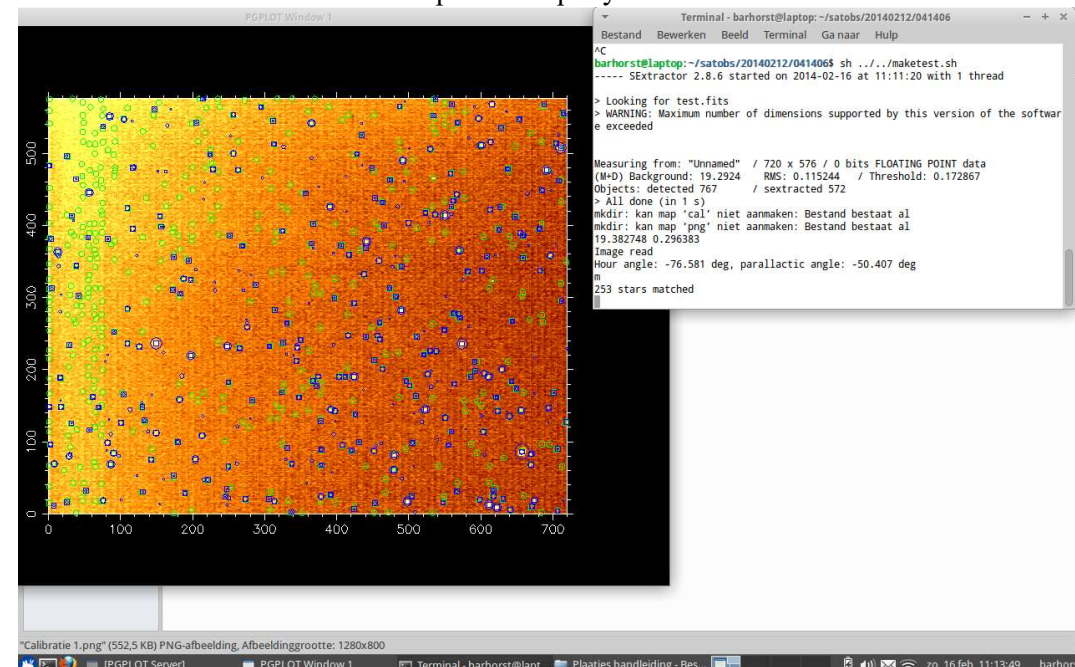 PGPLOT Window 1
500
400
300
200
100
0
0 100 200 300 400 500 600 700
Terminal - barhorst@laptop: ~/satobs/20140212/041406
Bestand Bewerken Beeld Terminal Ga naar Hulp
^C
barhorst@laptop:~/satobs/20140212/041406$ sh ../../maketest.sh
----- SExtractor 2.8.6 started on 2014-02-16 at 11:11:20 with 1 thread
> Looking for test.fits
> WARNING: Maximum number of dimensions supported by this version of the softwar
e exceeded
Measuring from: "Unnamed" / 720 x 576 / 0 bits FLOATING POINT data
(M+D) Background: 19.2924 RMS: 0.115244 / Threshold: 0.172867
Objects: detected 767 / sextracted 572
> All done (in 1 s)
mkdir: kan map ‘cal’ niet aanmaken: Bestand bestaat al
mkdir: kan map ‘png’ niet aanmaken: Bestand bestaat al
19.382748 0.296383
Image read
Hour angle: -76.581 deg, parallactic angle: -50.407 deg
m
253 stars matched
"Calibratie 1.png" (552,5 KB) PNG-afbeelding, Afbeeldinggrootte: 1280x800
[PGPLOT Server] PGPLOT Window 1 Terminal - barhorst@lapt... Plaatjes handleiding - Bes... zo 16 feb, 11:13:49 barhor